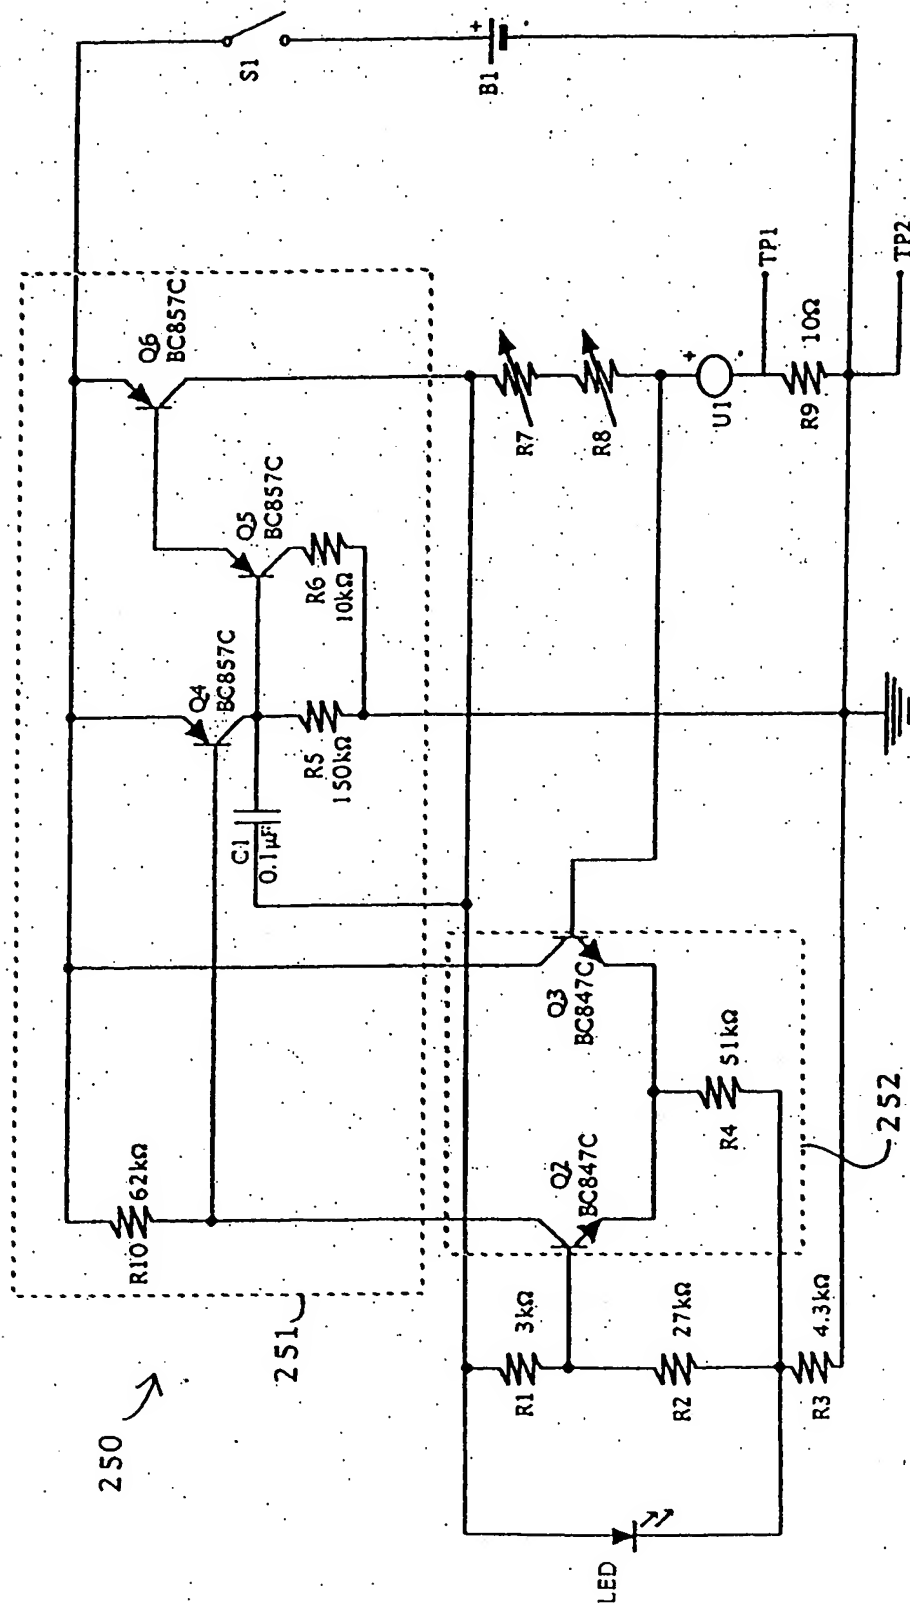 250
251
R10 62kΩ
Q4
BC857C
Q5
BC857C
Q6
BC857C
C1
0.1μF
R5
150kΩ
R6
10kΩ
S1
+
B1
LED
R1 3kΩ
R2 27kΩ
R3 4.3kΩ
Q2
BC847C
Q3
BC847C
R4 51kΩ
252
R7
R8
+
U1
TP1
R9 10Ω
TP2